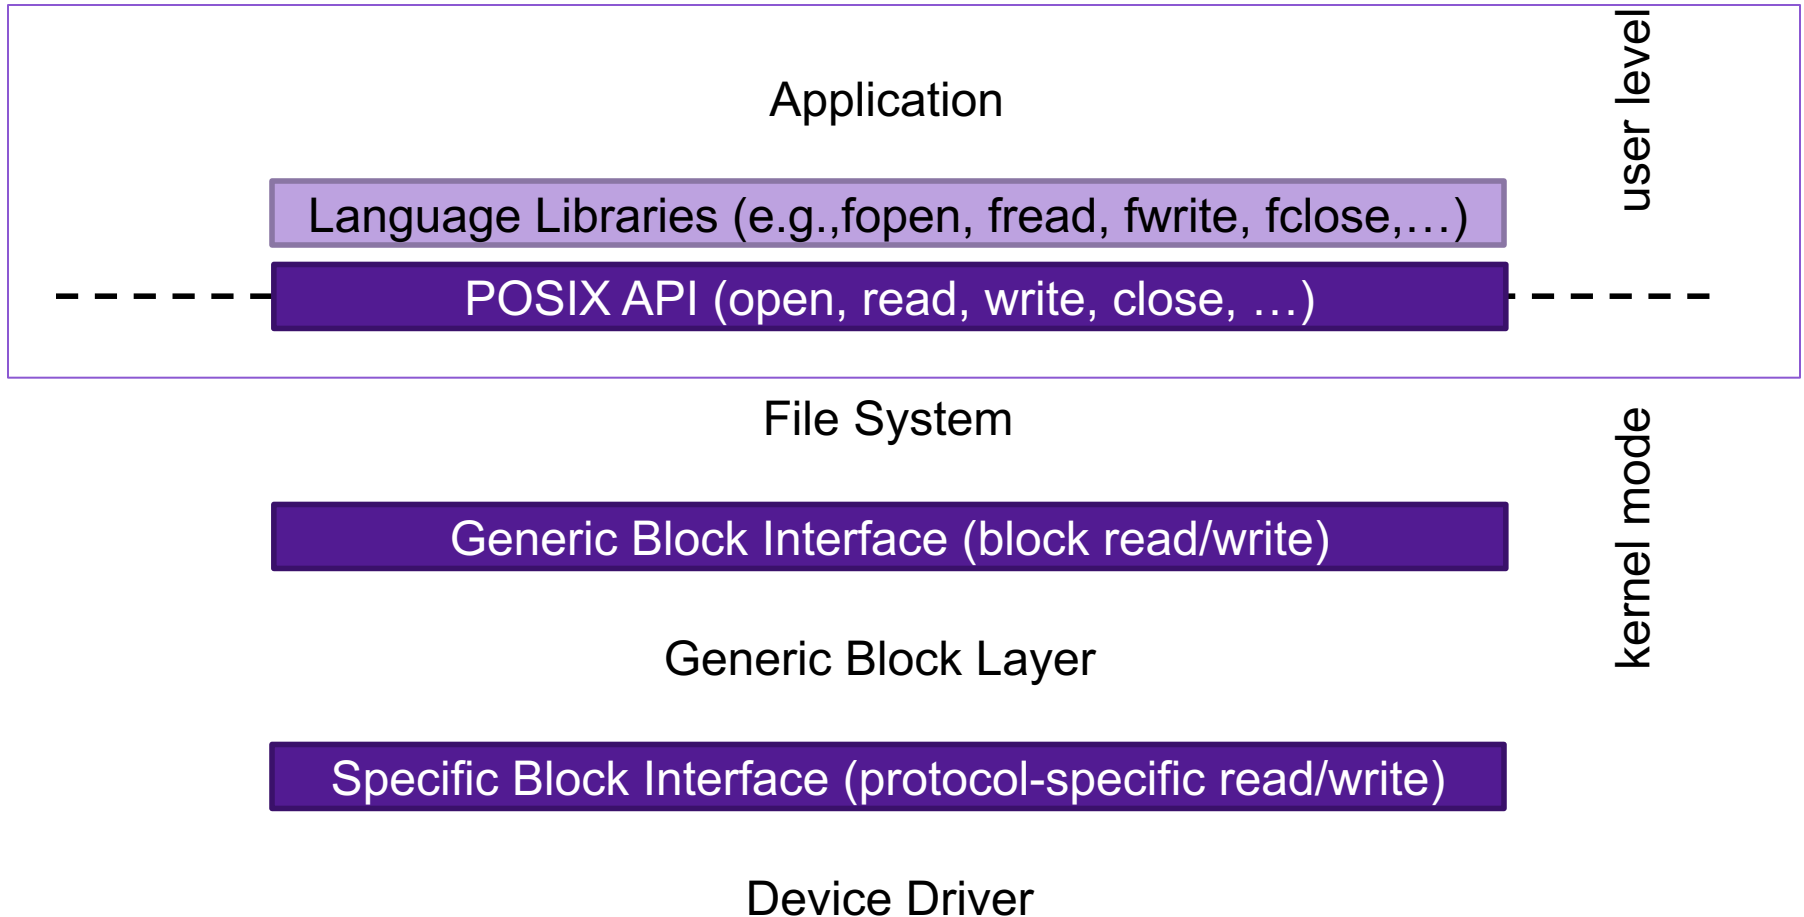 Application
user level
Language Libraries (e.g.,fopen, fread, fwrite, fclose,…)
POSIX API (open, read, write, close, …)
File System
kernel mode
Generic Block Interface (block read/write)
Generic Block Layer
Specific Block Interface (protocol-specific read/write)
Device Driver